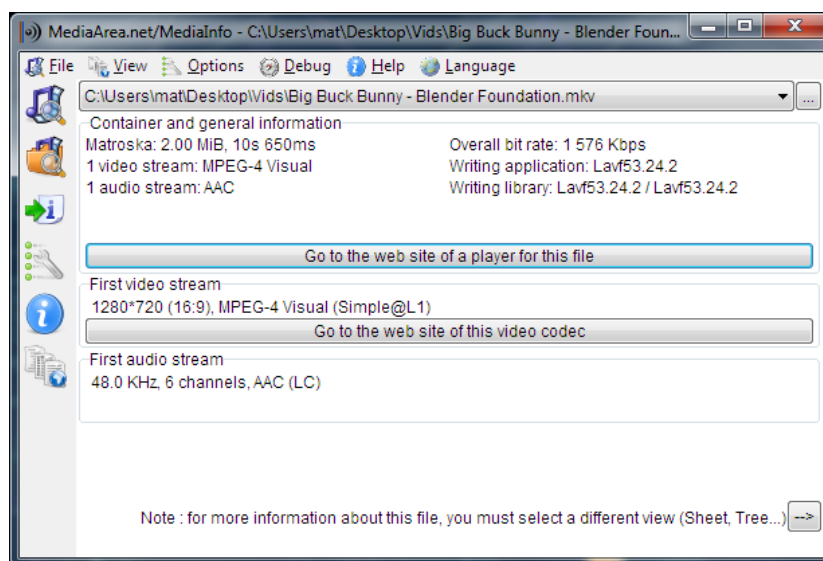 MediaArea.net/MediaInfo - C:\Users\mat\Desktop\Vids\Big Buck Bunny - Blender Foun...
File View Options Debug Help Language
C:\Users\mat\Desktop\Vids\Big Buck Bunny - Blender Foundation.mkv
...
Container and general information
Matroska: 2.00 MiB, 10s 650ms Overall bit rate: 1 576 Kbps
1 video stream: MPEG-4 Visual Writing application: Lavf53.24.2
1 audio stream: AAC Writing library: Lavf53.24.2 / Lavf53.24.2
Go to the web site of a player for this file
First video stream
1280*720 (16:9), MPEG-4 Visual (Simple@L1)
Go to the web site of this video codec
First audio stream
48.0 KHz, 6 channels, AAC (LC)
Note : for more information about this file, you must select a different view (Sheet, Tree...) -->